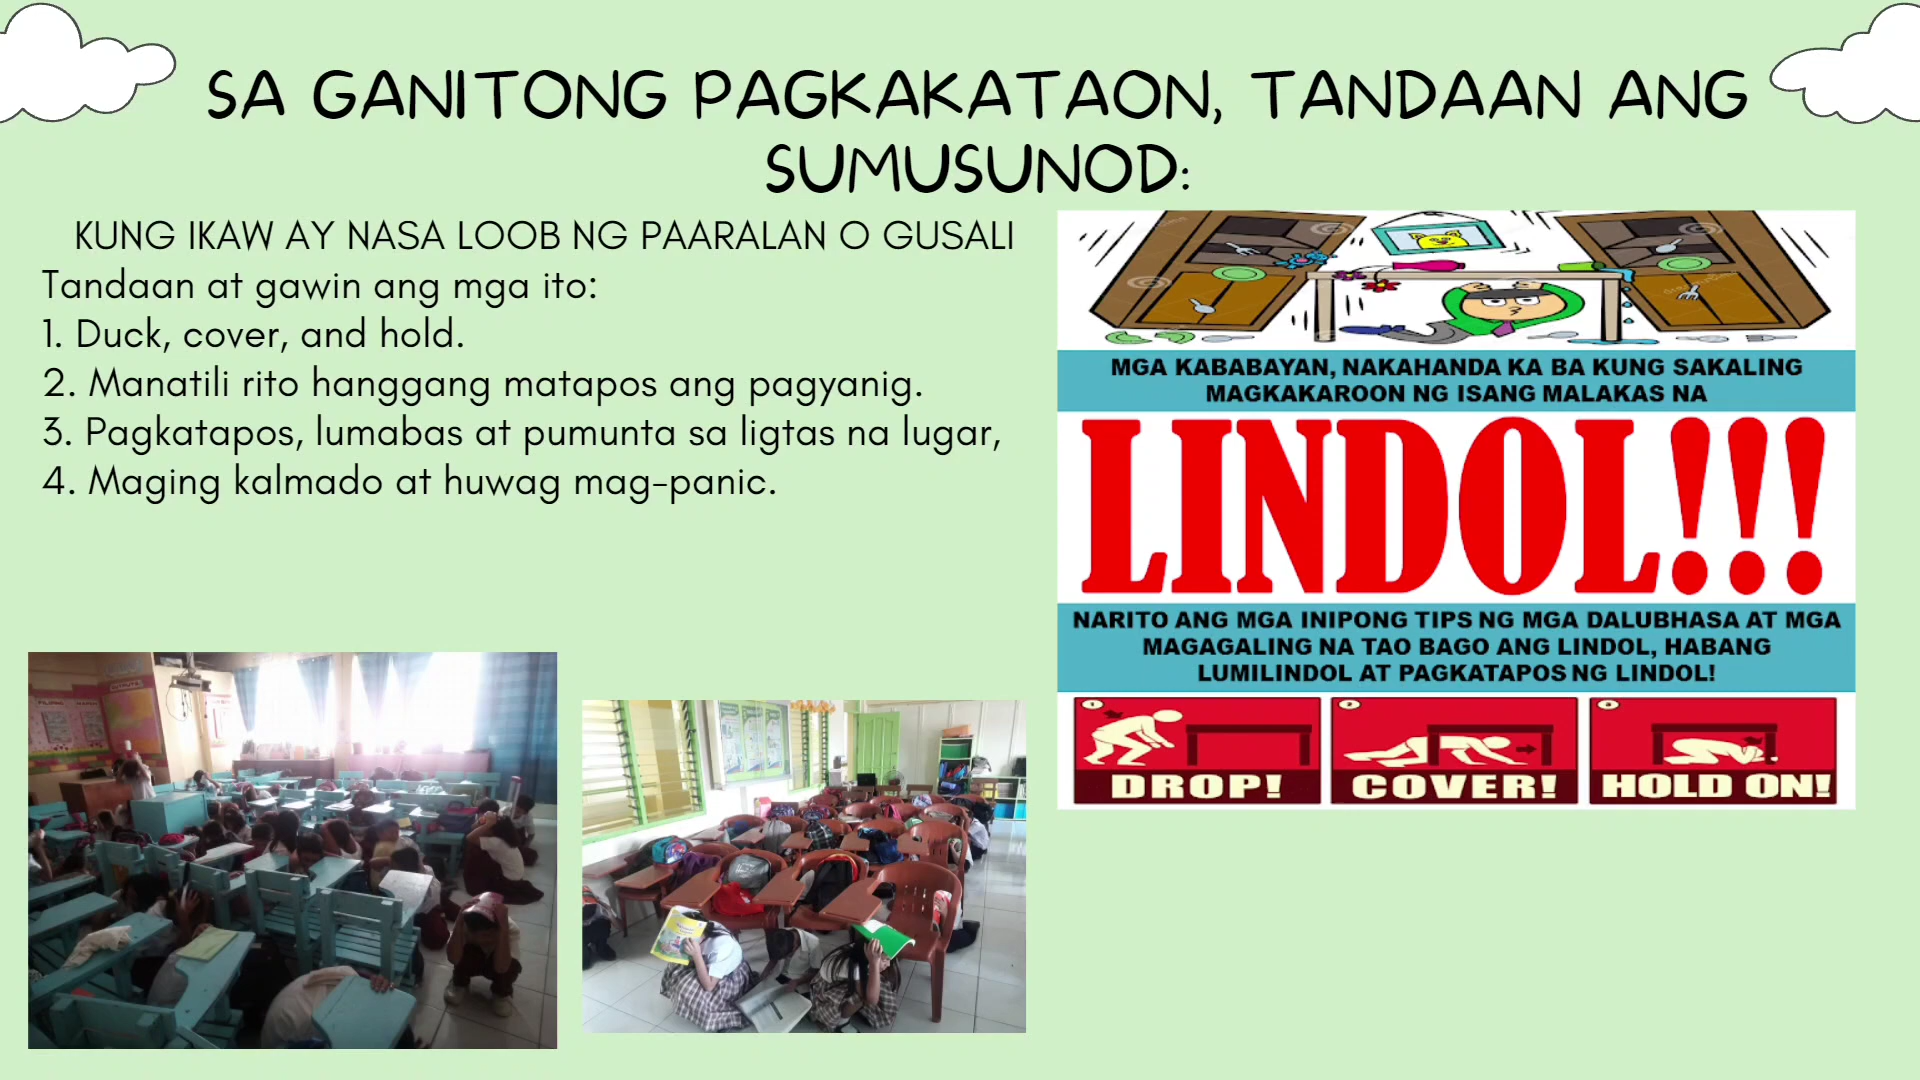 SA GANITONG PAGKAKATAON, TANDAAN ANG
SUMUSUNOD:
KUNG IKAW AY NASA LOOB NG PAARALAN O GUSALI
Tandaan at gawin ang mga ito:
1. Duck, cover, and hold.
2. Manatili rito hanggang matapos ang pagyanig.
3. Pagkatapos, lumabas at pumunta sa ligtas na lugar,
4. Maging kalmado at huwag mag-panic.
MGA KABABAYAN, NAKAHANDA KA BA KUNG SAKALING
MAGKAKAROON NG ISANG MALAKAS NA
LINDOL!!!
NARITO ANG MGA INIPONG TIPS NG MGA DALUBHASA AT MGA
MAGAGALING NA TAO BAGO ANG LINDOL, HABANG
LUMILINDOL AT PAGKATAPOS NG LINDOL!
1
DROP!
2
COVER!
3
HOLD ON!